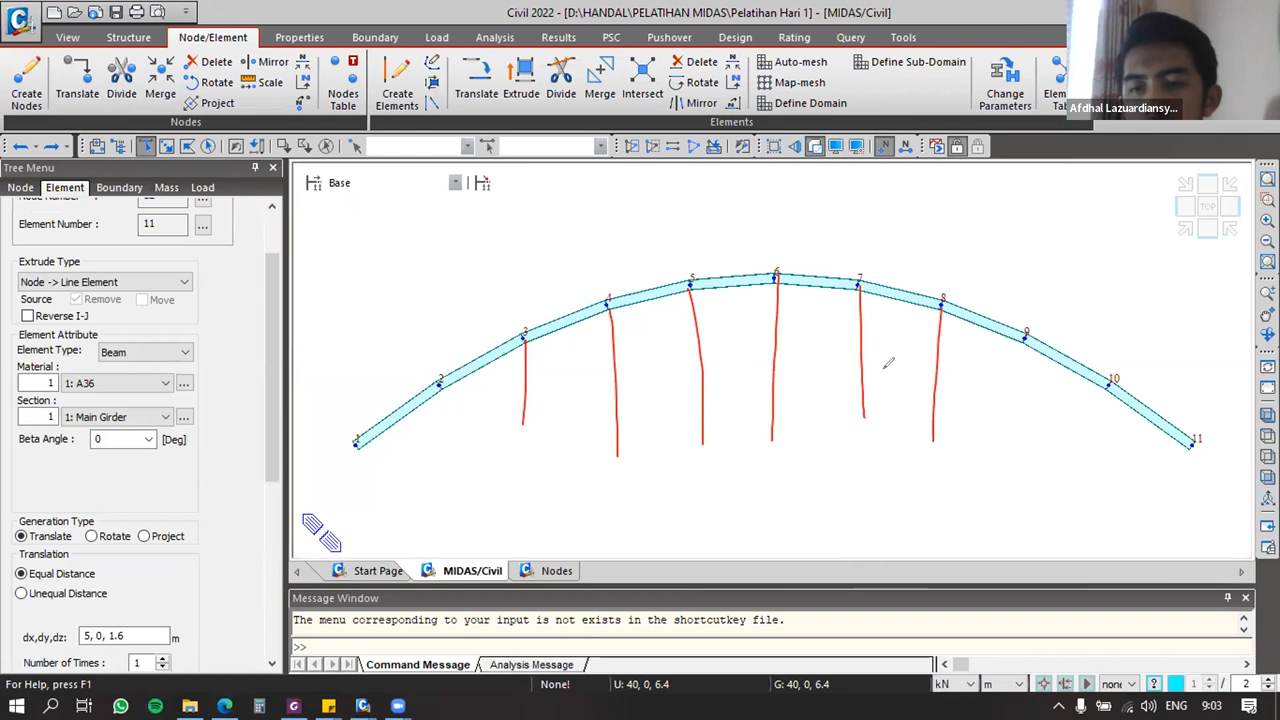 Civil 2022 - [D:\HANDAL\PELATIHAN MIDAS\Pelatihan Hari 1] - [MIDAS/Civil]
View Structure Node/Element Properties Boundary Load Analysis Results PSC Pushover Design Rating Query Tools
Create Nodes
Translate
Divide
Merge
Delete
Rotate
Project
Mirror
Scale
Nodes Table
Create Elements
Translate
Extrude
Divide
Merge
Intersect
Delete
Rotate
Mirror
Auto-mesh
Map-mesh
Define Domain
Define Sub-Domain
Change Parameters
Nodes
Elements
Afdhal Lazuardiansy...
Tree Menu
Node Element Boundary Mass Load
Element Number : 11
Extrude Type
Node -> Line Element
Source Remove Move
Reverse I-J
Element Attribute
Element Type: Beam
Material :
1 1: A36
Section :
1 1: Main Girder
Beta Angle : 0 [Deg]
Generation Type
Translate Rotate Project
Translation
Equal Distance
Unequal Distance
dx,dy,dz: 5, 0, 1.6 m
Number of Times : 1
Base
TOP
1
2
3
4
5
6
7
8
9
10
11
Start Page MIDAS/Civil Nodes
Message Window
The menu corresponding to your input is not exists in the shortcutkey file.
>>
Command Message Analysis Message
For Help, press F1 None! U: 40, 0, 6.4 G: 40, 0, 6.4 kN m none 1 / 2
ENG 9:03